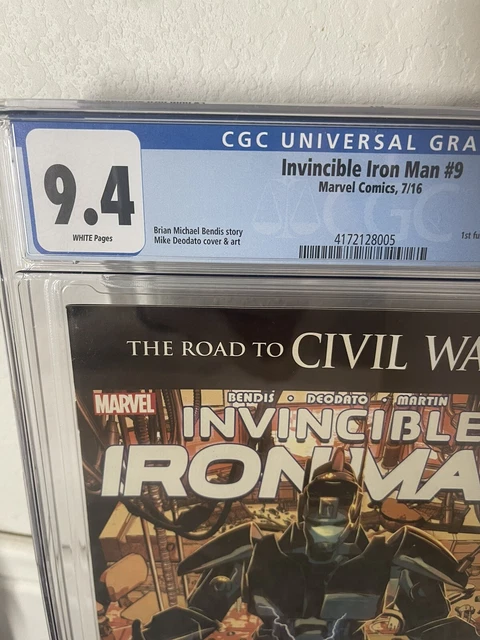 CGC UNIVERSAL GRA
9.4
WHITE Pages
Invincible Iron Man #9
Marvel Comics, 7/16
Brian Michael Bendis story
Mike Deodato cover & art
4172128005
1st fu
CGC
THE ROAD TO CIVIL WA
MARVEL
BENDIS • DEODATO • MARTIN
INVINCIBLE
IRON MA